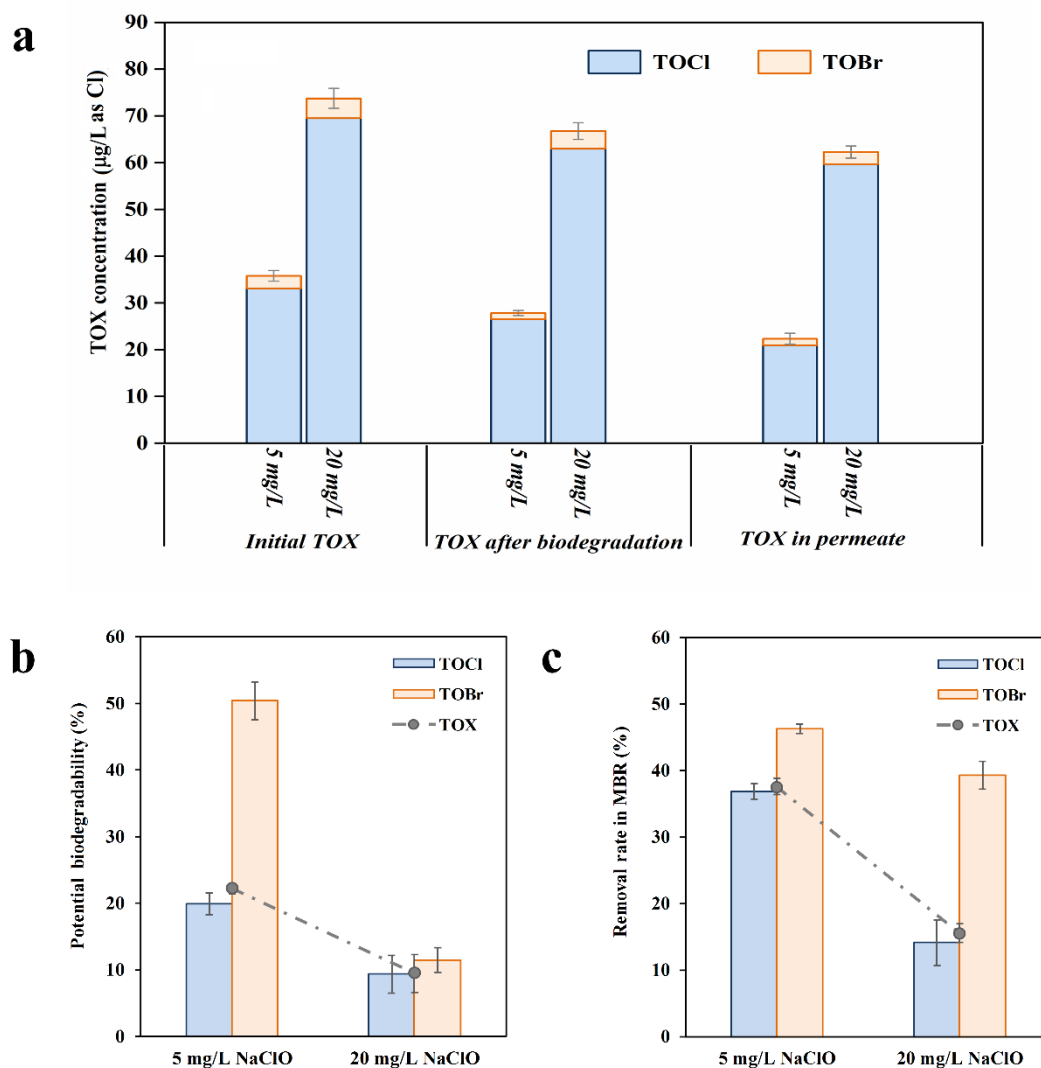 a
TOCl
TOBr
TOX concentration (µg/L as Cl)
90
80
70
60
50
40
30
20
10
0
5 mg/L
20 mg/L
5 mg/L
20 mg/L
5 mg/L
20 mg/L
Initial TOX
TOX after biodegradation
TOX in permeate
b
TOCl
TOBr
TOX
Potential biodegradability (%)
60
50
40
30
20
10
0
5 mg/L NaClO
20 mg/L NaClO
c
TOCl
TOBr
TOX
Removal rate in MBR (%)
60
50
40
30
20
10
0
5 mg/L NaClO
20 mg/L NaClO